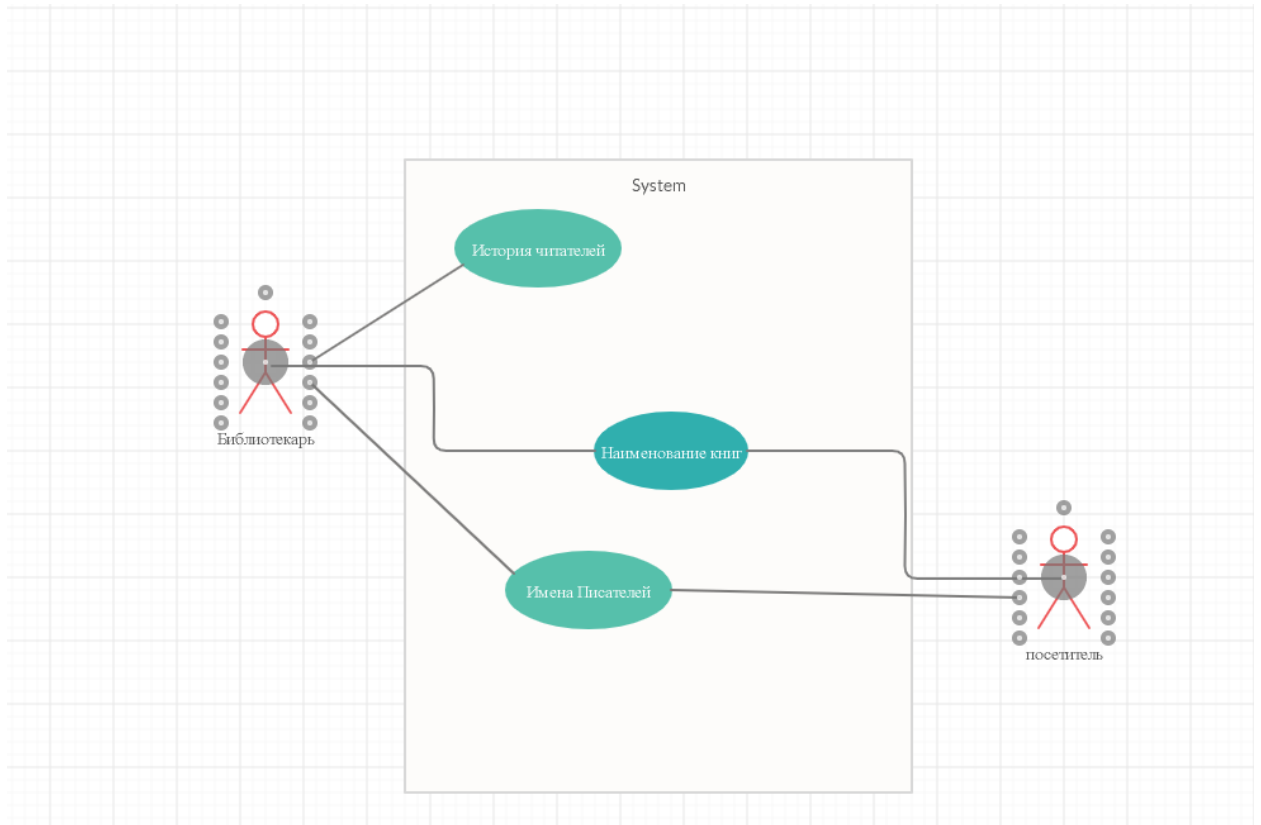 System
История читателей
Библиотекарь
Наименование книг
Имена Писателей
посетитель